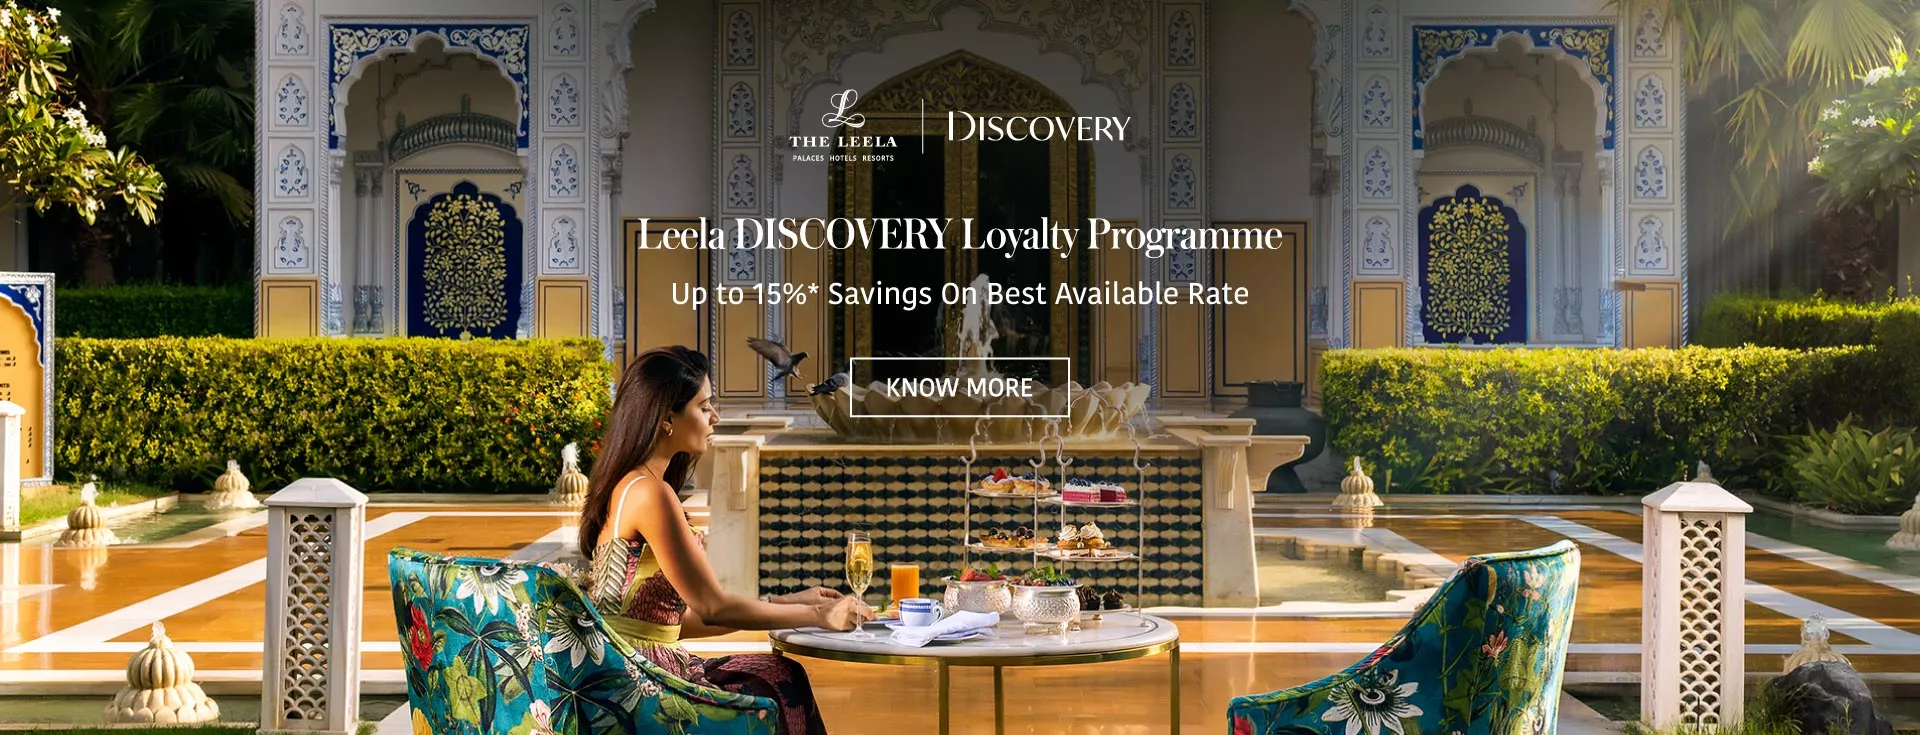 L
THE LEELA
PALACES HOTELS RESORTS
DISCOVERY
Leela DISCOVERY Loyalty Programme
Up to 15%* Savings On Best Available Rate
KNOW MORE